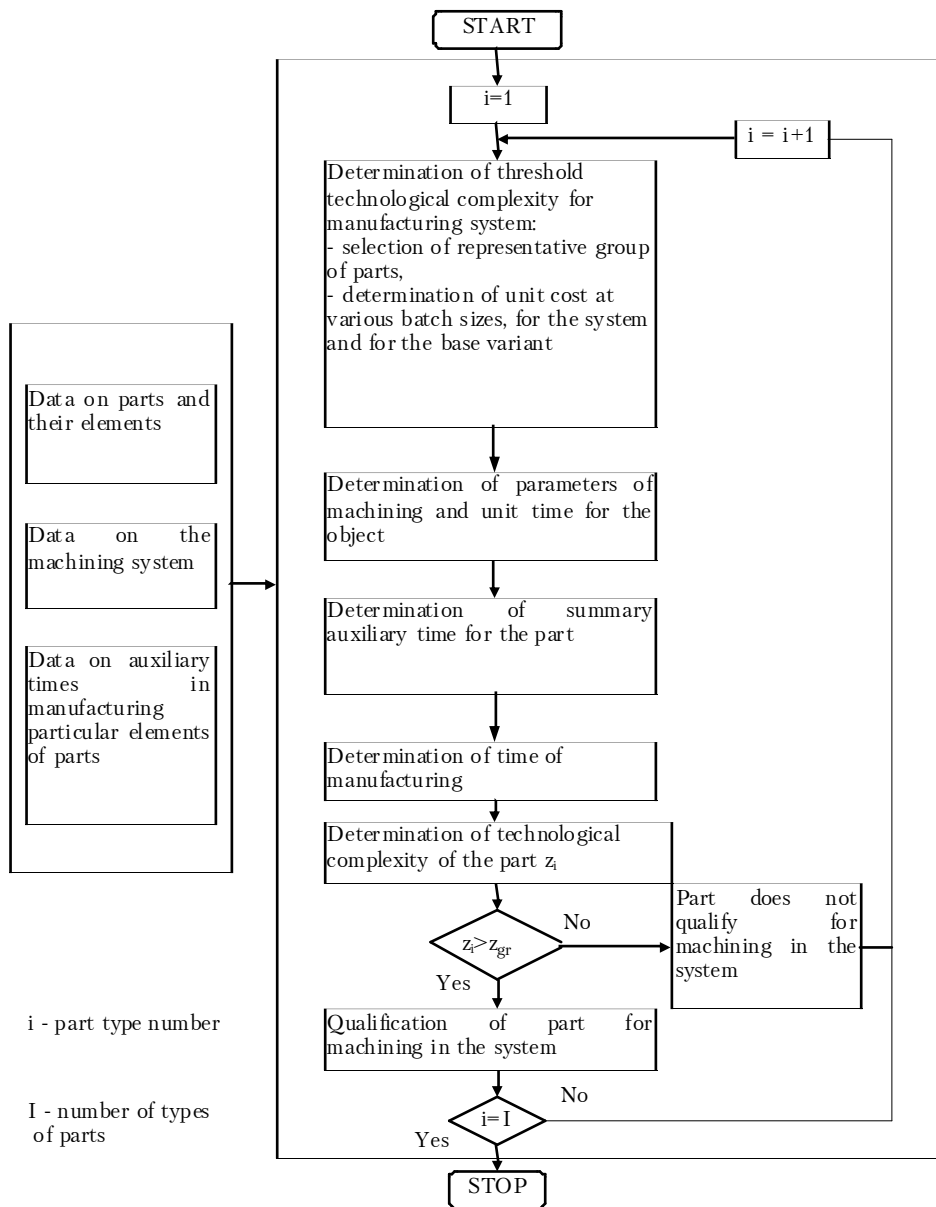 START
i=1
i = i+1
Determination of threshold
technological complexity for
manufacturing system:
- selection of representative group
of parts,
- determination of unit cost at
various batch sizes, for the system
and for the base variant
Data on parts and
their elements
Data on the
machining system
Data on auxiliary
times in
manufacturing
particular elements
of parts
Determination of parameters of
machining and unit time for the
object
Determination of summary
auxiliary time for the part
Determination of time of
manufacturing
Determination of technological
complexity of the part zᵢ
zᵢ>z_gr
No
Yes
Part does not
qualify for
machining in the
system
Qualification of part for
machining in the system
i=I
No
Yes
STOP
i - part type number
I - number of types
of parts